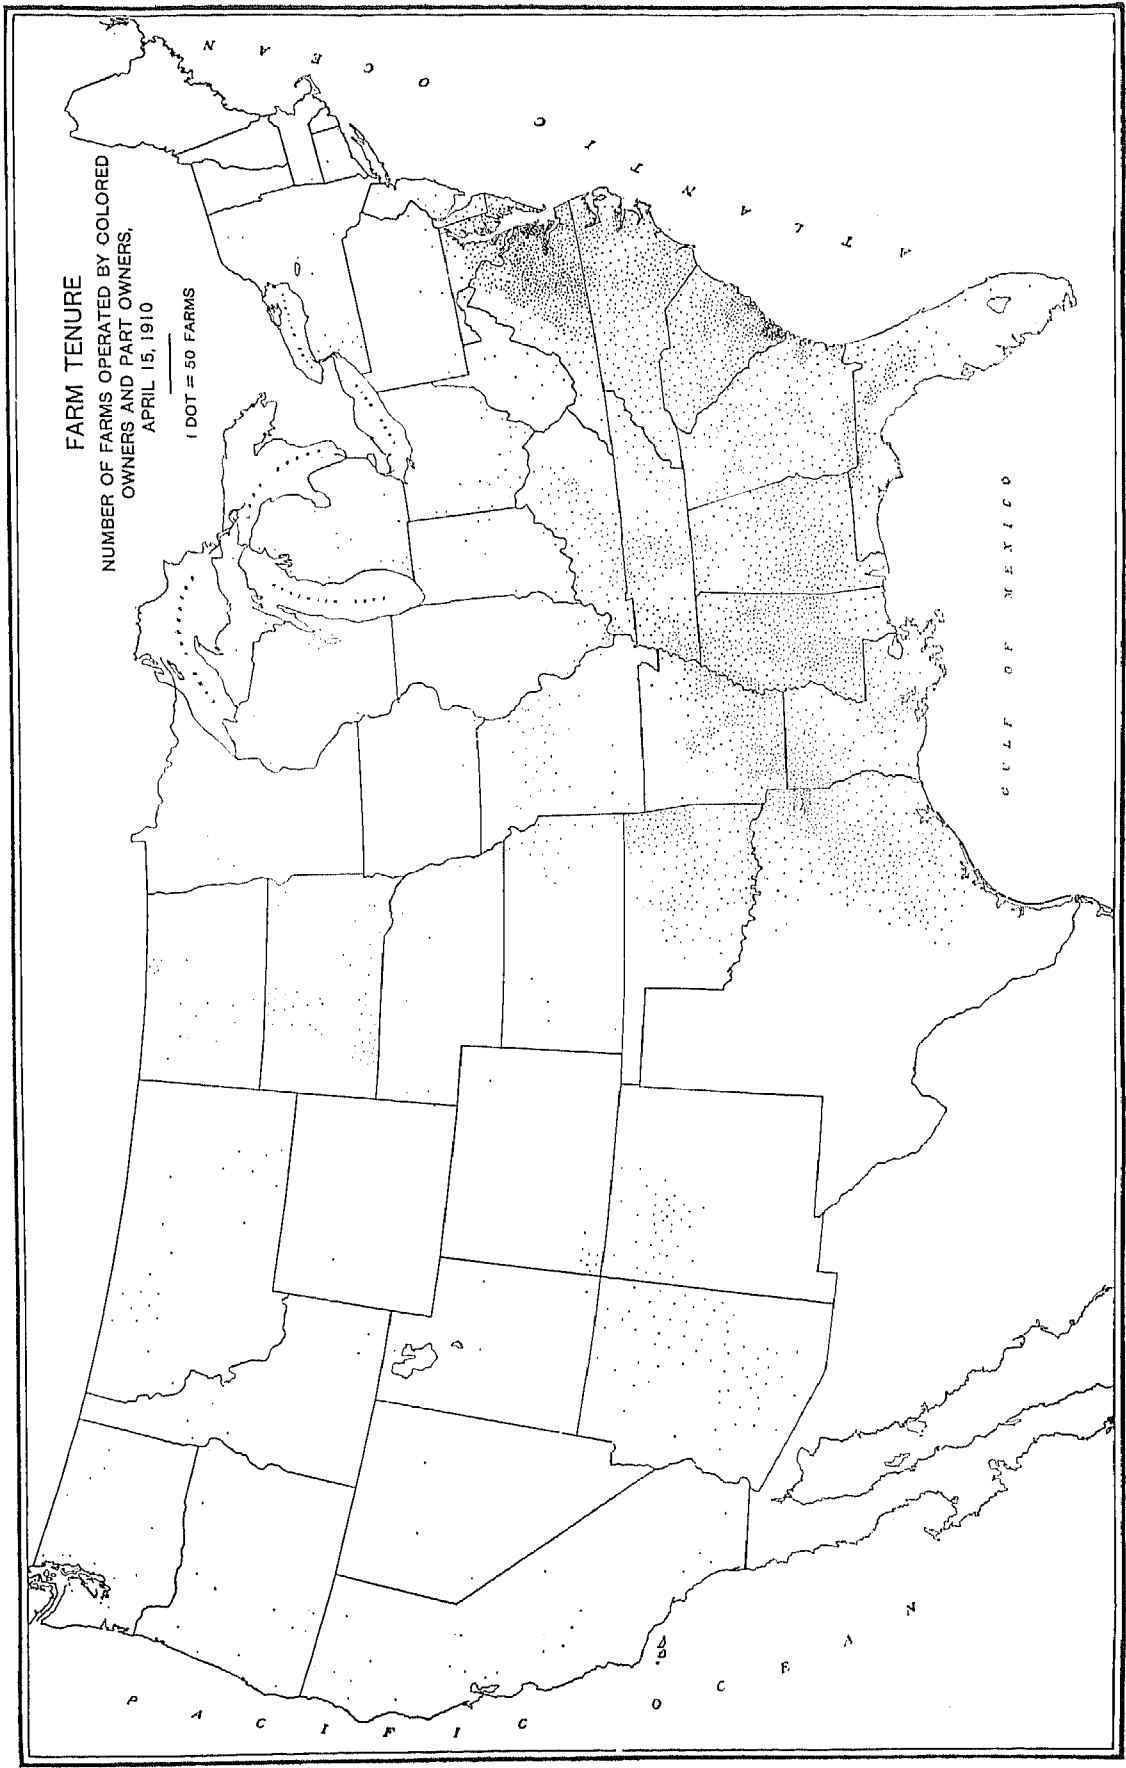 FARM TENURE
NUMBER OF FARMS OPERATED BY COLORED
OWNERS AND PART OWNERS,
APRIL 15, 1910
1 DOT = 50 FARMS
ATLANTIC OCEAN
GULF OF MEXICO
PACIFIC OCEAN